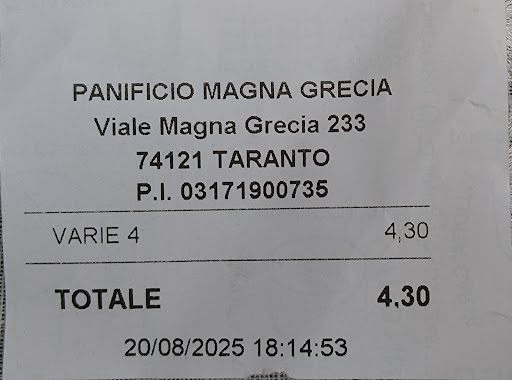 PANIFICIO MAGNA GRECIA
Viale Magna Grecia 233
74121 TARANTO
P.I. 03171900735
VARIE 4 4,30
TOTALE 4,30
20/08/2025 18:14:53